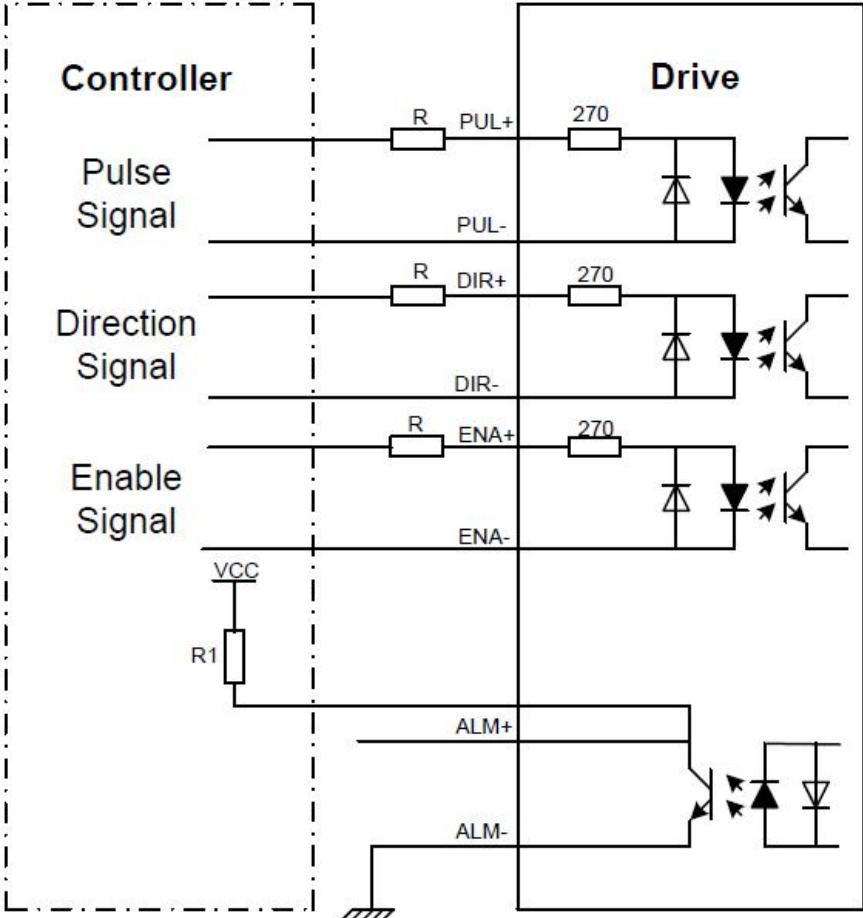 Controller
Drive
R
PUL+
270
Pulse
Signal
PUL-
R
DIR+
270
Direction
Signal
DIR-
R
ENA+
270
Enable
Signal
ENA-
VCC
R1
ALM+
ALM-